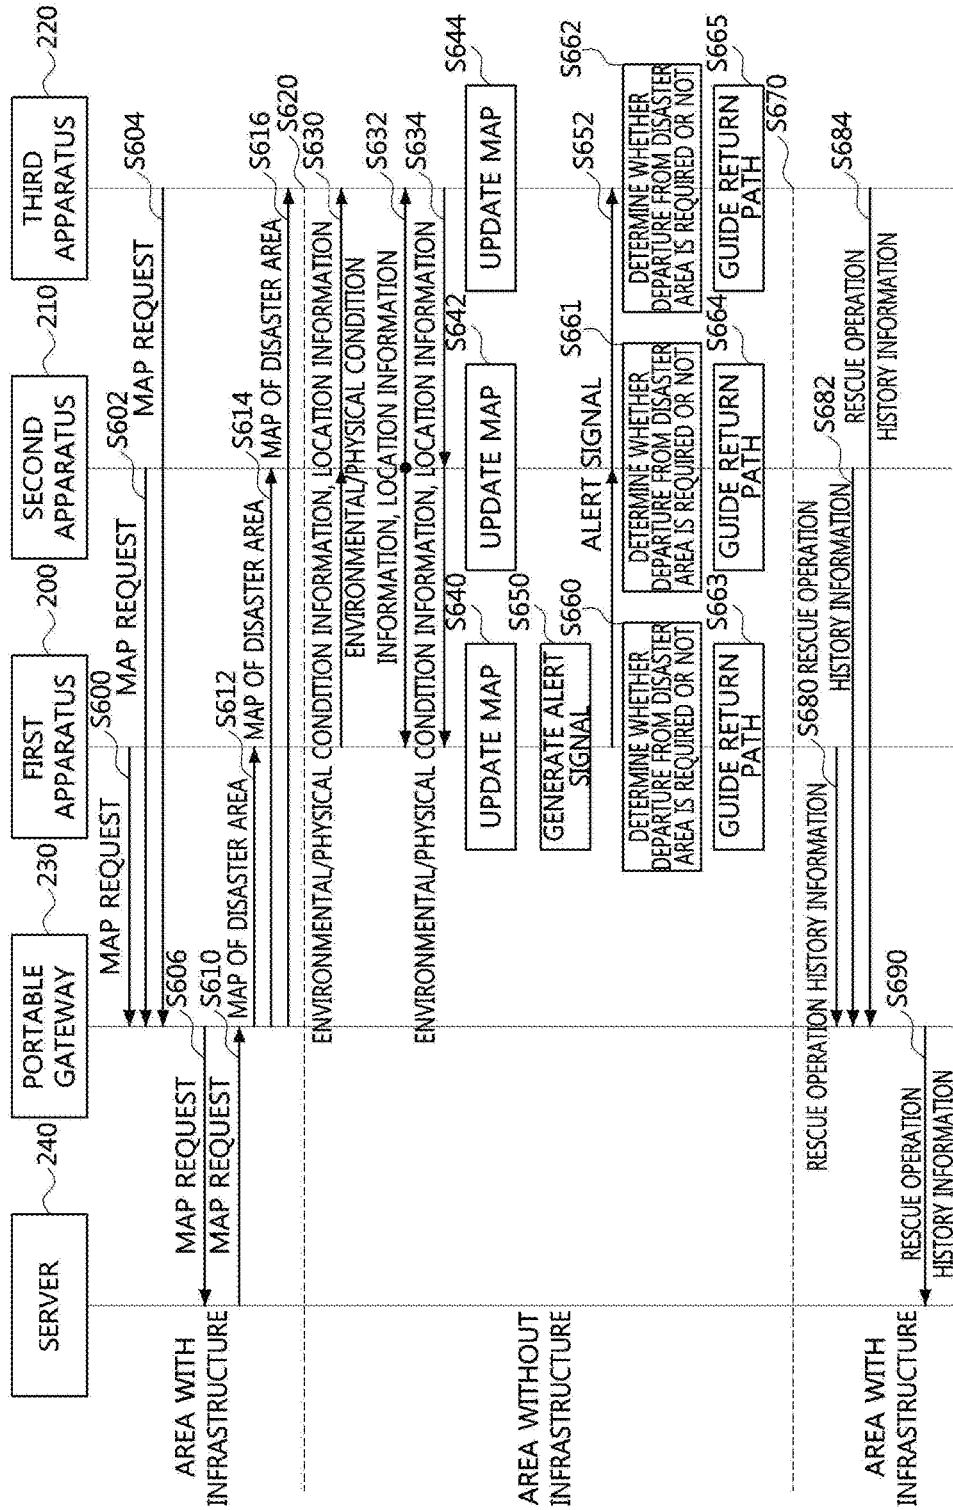 SERVER
240
PORTABLE
GATEWAY
230
FIRST
APPARATUS
200
SECOND
APPARATUS
210
THIRD
APPARATUS
220
AREA WITH
INFRASTRUCTURE
MAP REQUEST
S600
MAP REQUEST
S602
MAP REQUEST
S604
MAP REQUEST
S606
MAP REQUEST
S610
MAP OF DISASTER AREA
S612
MAP OF DISASTER AREA
S614
MAP OF DISASTER AREA
S616
S620
AREA WITHOUT
INFRASTRUCTURE
ENVIRONMENTAL/PHYSICAL CONDITION INFORMATION, LOCATION INFORMATION
S630
ENVIRONMENTAL/PHYSICAL CONDITION
INFORMATION, LOCATION INFORMATION
S632
ENVIRONMENTAL/PHYSICAL CONDITION INFORMATION, LOCATION INFORMATION
S634
UPDATE MAP
S640
UPDATE MAP
S642
UPDATE MAP
S644
GENERATE ALERT
SIGNAL
S650
ALERT SIGNAL
S652
DETERMINE WHETHER
DEPARTURE FROM DISASTER
AREA IS REQUIRED OR NOT
S660
DETERMINE WHETHER
DEPARTURE FROM DISASTER
AREA IS REQUIRED OR NOT
S661
DETERMINE WHETHER
DEPARTURE FROM DISASTER
AREA IS REQUIRED OR NOT
S662
GUIDE RETURN
PATH
S663
GUIDE RETURN
PATH
S664
GUIDE RETURN
PATH
S665
S670
AREA WITH
INFRASTRUCTURE
RESCUE OPERATION HISTORY INFORMATION
S680
RESCUE OPERATION
HISTORY INFORMATION
S682
RESCUE OPERATION
HISTORY INFORMATION
S684
RESCUE OPERATION
HISTORY INFORMATION
S690